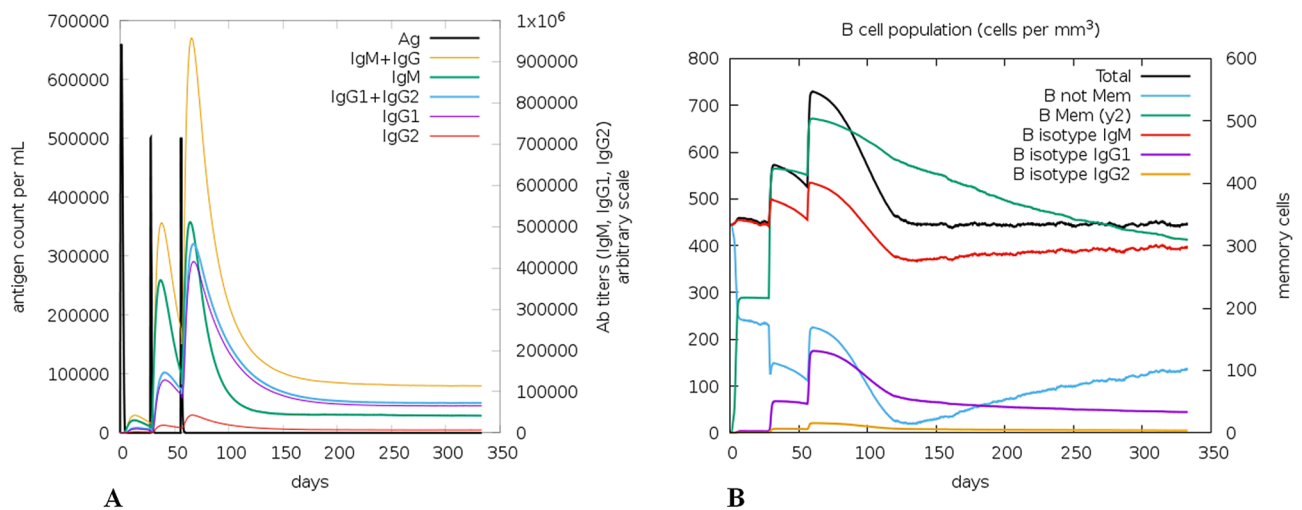 700000
600000
500000
400000
300000
200000
100000
0
antigen count per mL
0
50
100
150
200
250
300
350
days
1x10⁶
900000
800000
700000
600000
500000
400000
300000
200000
100000
0
Ab titers (IgM, IgG1, IgG2)
arbitrary scale
Ag
IgM+IgG
IgM
IgG1+IgG2
IgG1
IgG2
A
B cell population (cells per mm³)
800
700
600
500
400
300
200
100
0
0
50
100
150
200
250
300
350
days
600
500
400
300
200
100
0
memory cells
Total
B not Mem
B Mem (y2)
B isotype IgM
B isotype IgG1
B isotype IgG2
B